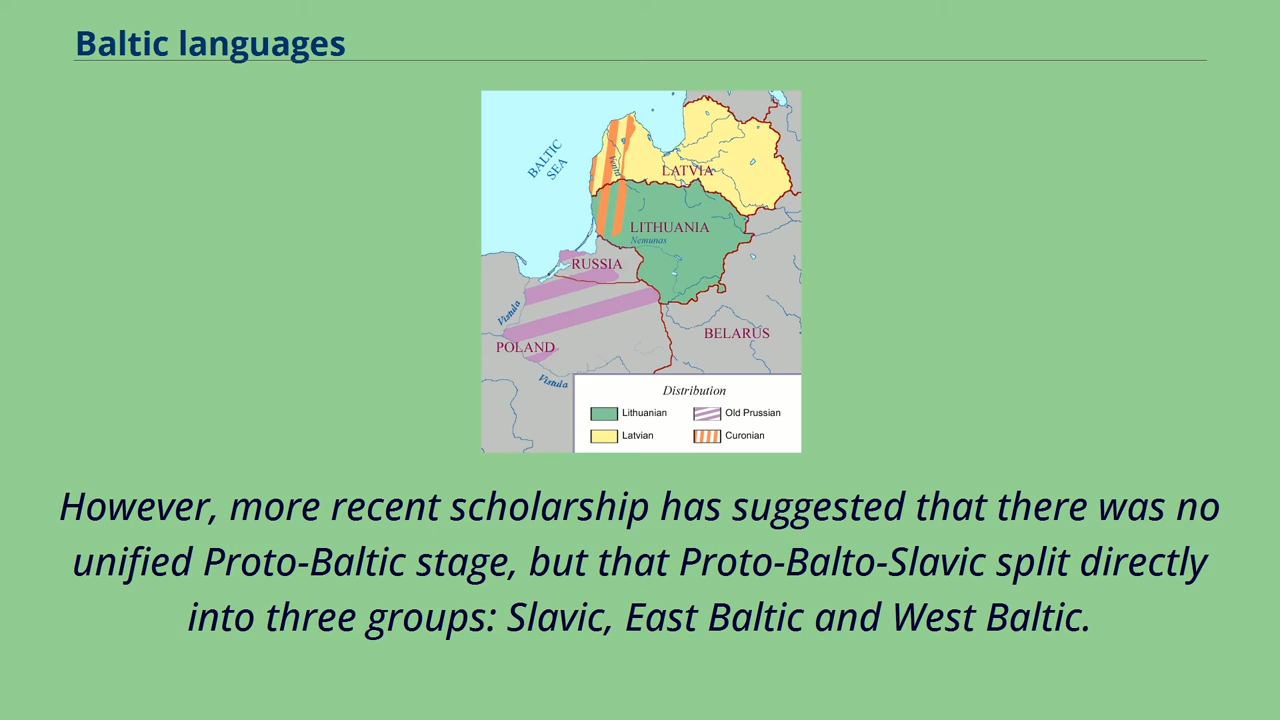 Baltic languages
BALTIC
SEA
Venta
LATVIA
LITHUANIA
Nemunas
RUSSIA
Vistula
BELARUS
POLAND
Vistula
Distribution
Lithuanian
Old Prussian
Latvian
Curonian
However, more recent scholarship has suggested that there was no
unified Proto-Baltic stage, but that Proto-Balto-Slavic split directly
into three groups: Slavic, East Baltic and West Baltic.